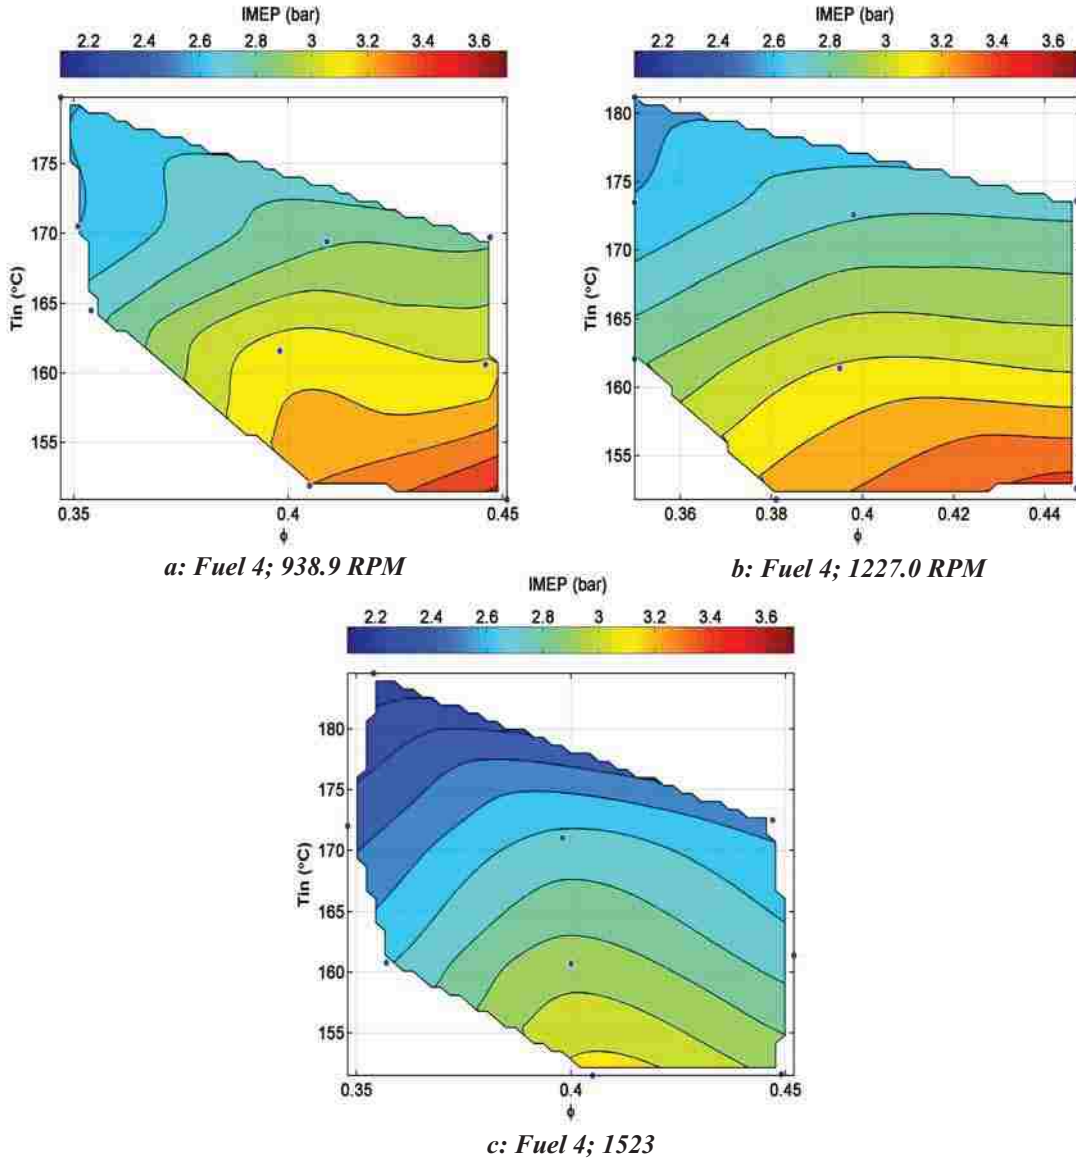 IMEP (bar)
2.2 2.4 2.6 2.8 3 3.2 3.4 3.6
175
170
165
160
155
Tin (°C)
0.35 0.4 0.45
ϕ
a: Fuel 4; 938.9 RPM
IMEP (bar)
2.2 2.4 2.6 2.8 3 3.2 3.4 3.6
180
175
170
165
160
155
Tin (°C)
0.36 0.38 0.4 0.42 0.44
ϕ
b: Fuel 4; 1227.0 RPM
IMEP (bar)
2.2 2.4 2.6 2.8 3 3.2 3.4 3.6
180
175
170
165
160
155
Tin (°C)
0.35 0.4 0.45
ϕ
c: Fuel 4; 1523